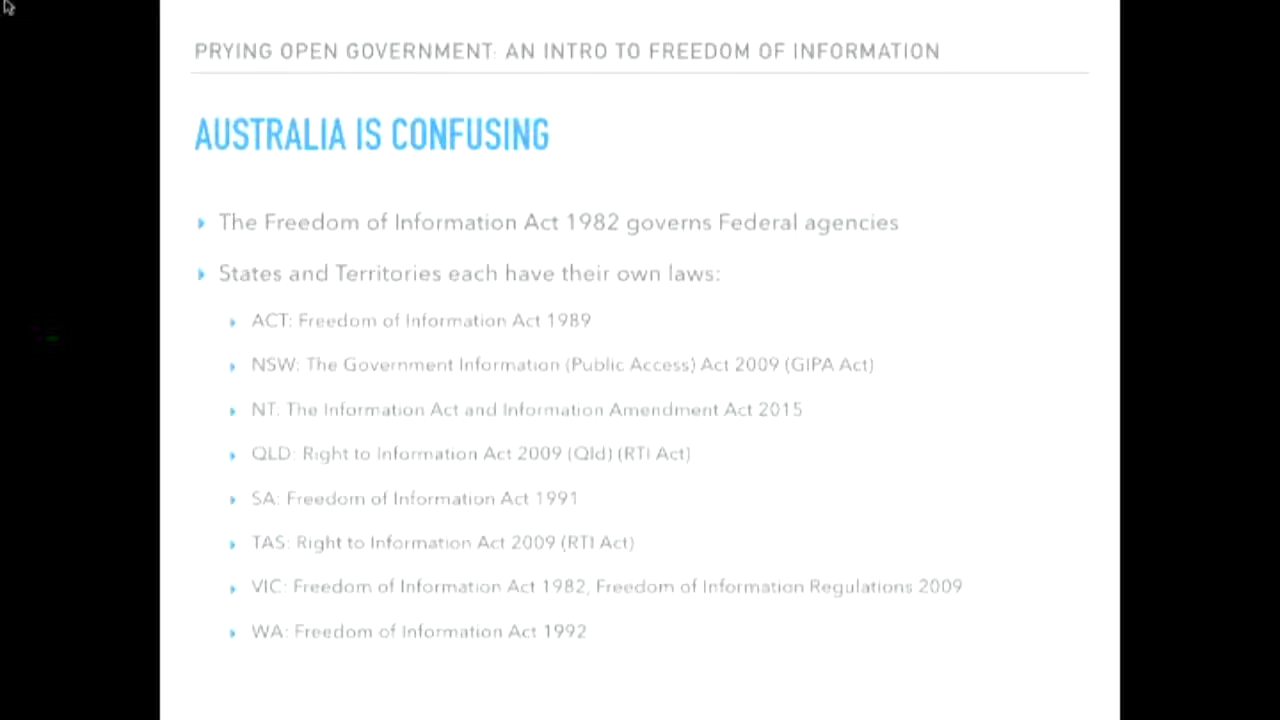 PRYING OPEN GOVERNMENT: AN INTRO TO FREEDOM OF INFORMATION
AUSTRALIA IS CONFUSING
The Freedom of Information Act 1982 governs Federal agencies
States and Territories each have their own laws:
ACT: Freedom of Information Act 1989
NSW: The Government Information (Public Access) Act 2009 (GIPA Act)
NT: The Information Act and Information Amendment Act 2015
QLD: Right to Information Act 2009 (Qld) (RTI Act)
SA: Freedom of Information Act 1991
TAS: Right to Information Act 2009 (RTI Act)
VIC: Freedom of Information Act 1982, Freedom of Information Regulations 2009
WA: Freedom of Information Act 1992